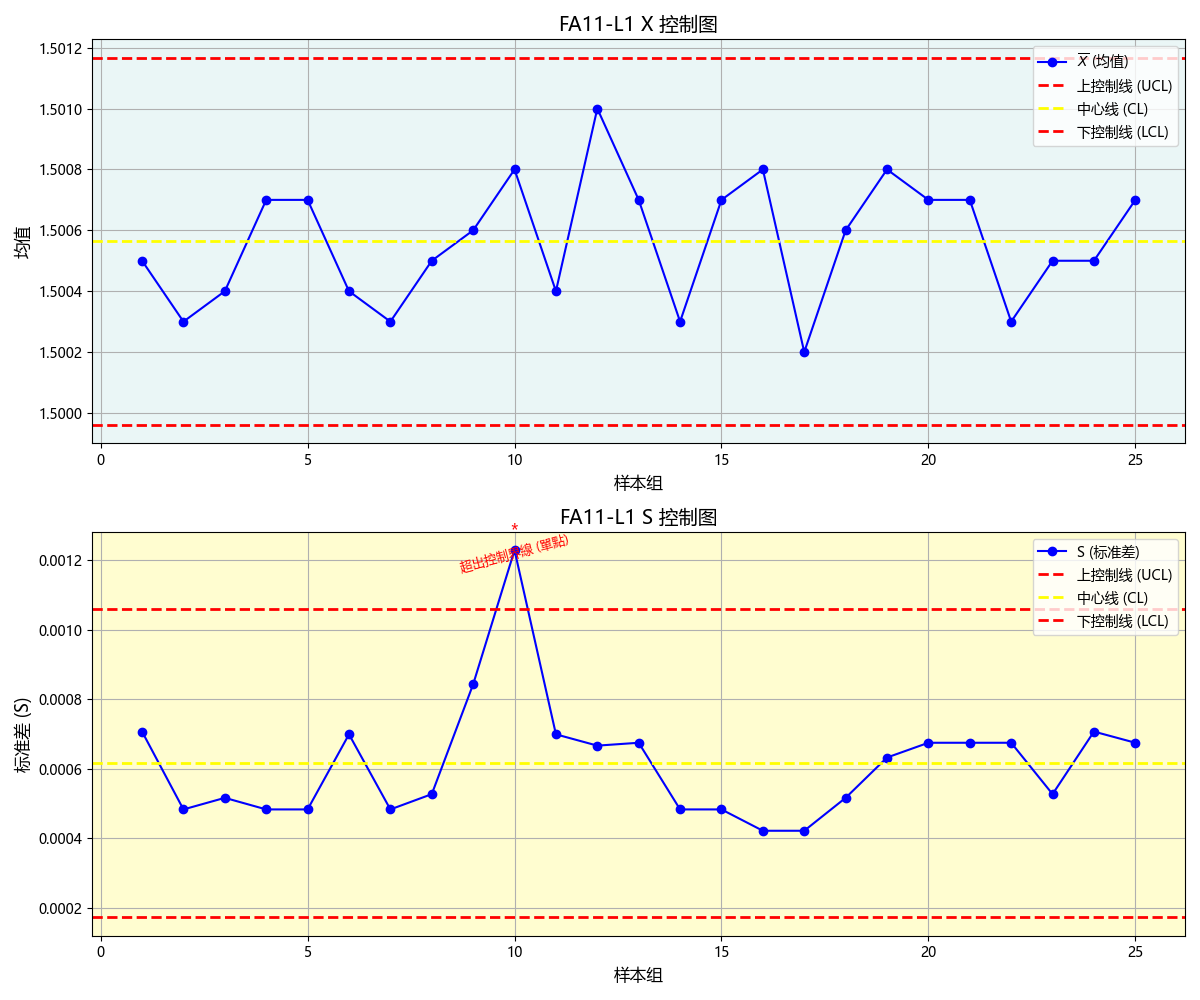 FA11-L1 X 控制图
1.5012
1.5010
1.5008
1.5006
1.5004
1.5002
1.5000
均值
X (均值)
上控制线 (UCL)
中心线 (CL)
下控制线 (LCL)
0 5 10 15 20 25
样本组
FA11-L1 S 控制图
*
超出控制界線 (單點)
0.0012
0.0010
0.0008
0.0006
0.0004
0.0002
标准差 (S)
S (标准差)
上控制线 (UCL)
中心线 (CL)
下控制线 (LCL)
0 5 10 15 20 25
样本组